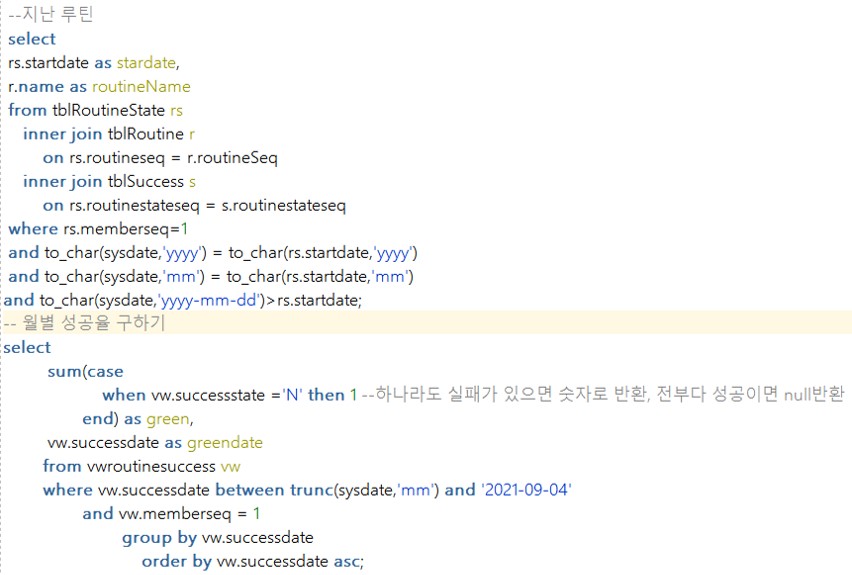 --지난 루틴
select
rs.startdate as stardate,
r.name as routineName
from tblRoutineState rs
inner join tblRoutine r
on rs.routineseq = r.routineSeq
inner join tblSuccess s
on rs.routinestateseq = s.routinestateseq
where rs.memberseq=1
and to_char(sysdate,'yyyy') = to_char(rs.startdate,'yyyy')
and to_char(sysdate,'mm') = to_char(rs.startdate,'mm')
and to_char(sysdate,'yyyy-mm-dd')>rs.startdate;
-- 월별 성공율 구하기
select
sum(case
when vw.successstate ='N' then 1 --하나라도 실패가 있으면 숫자로 반환, 전부다 성공이면 null반환
end) as green,
vw.successdate as greendate
from vwroutinesuccess vw
where vw.successdate between trunc(sysdate,'mm') and '2021-09-04'
and vw.memberseq = 1
group by vw.successdate
order by vw.successdate asc;